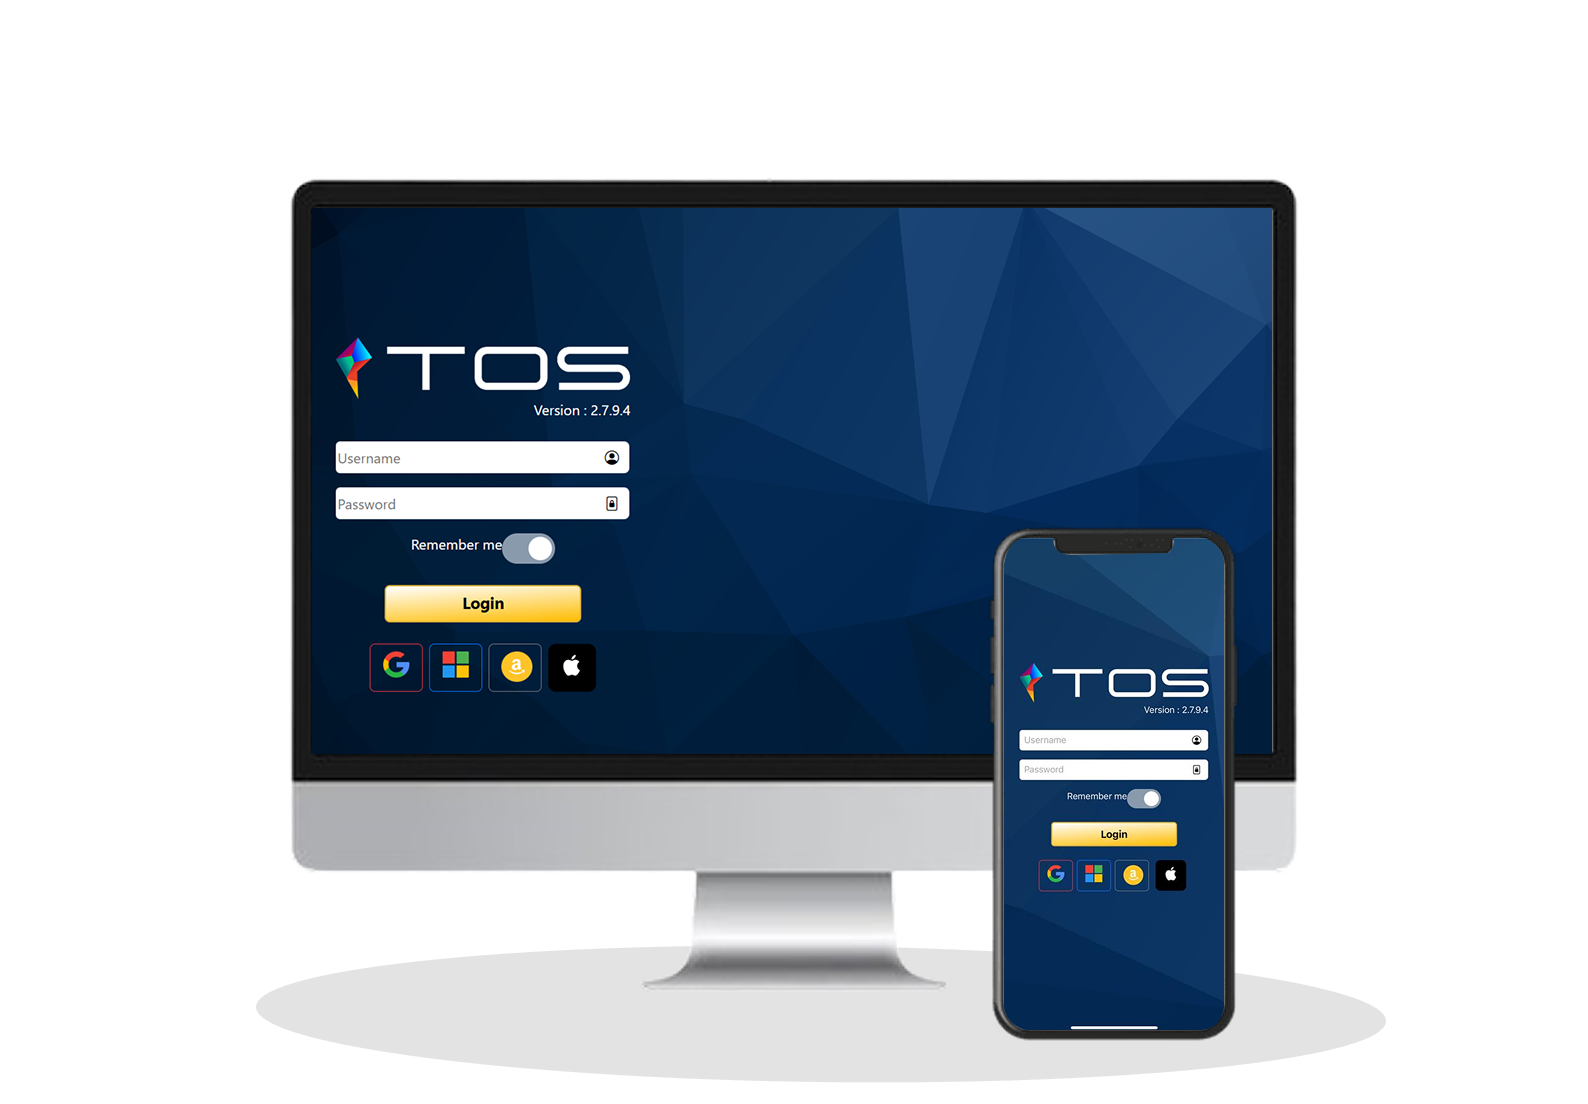 TOS
Version : 2.7.9.4
Username
Password
Remember me
Login
TOS
Version : 2.7.9.4
Username
Password
Remember me
Login